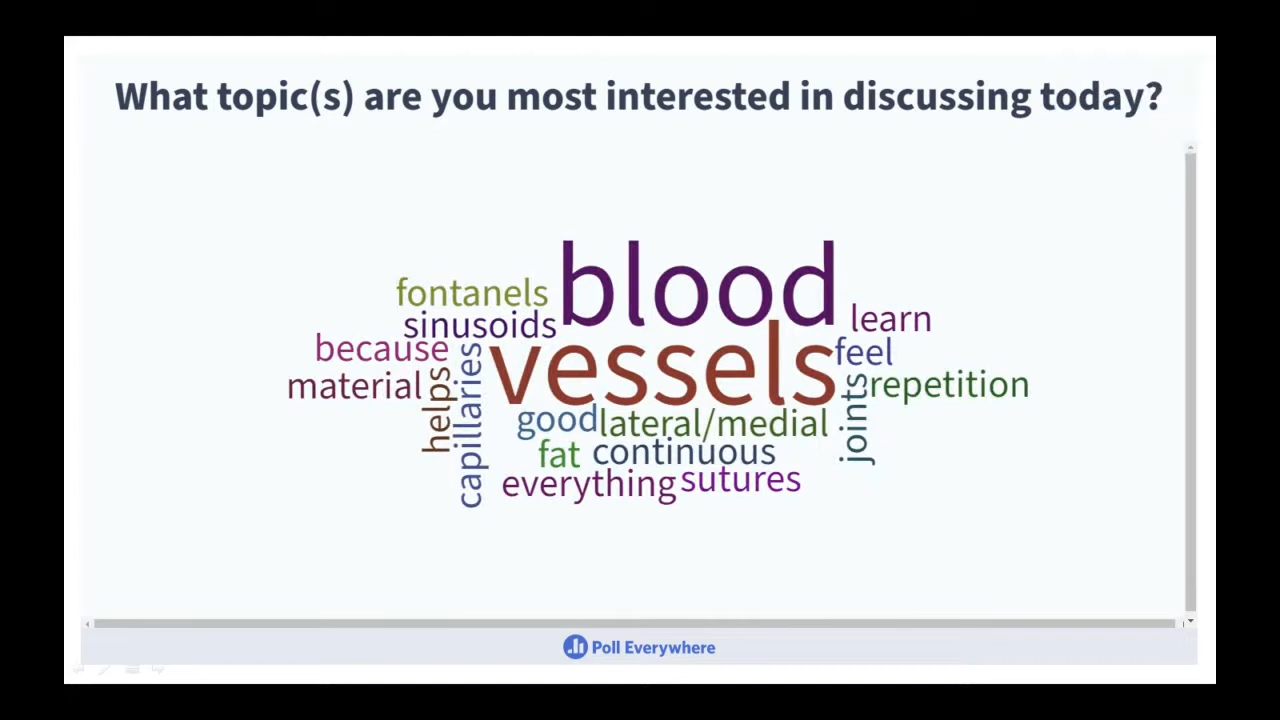 What topic(s) are you most interested in discussing today?
blood
fontanels
learn
sinusoids
because
vessels
feel
material
helps
capillaries
joints
repetition
good
lateral/medial
fat
continuous
everything
sutures
Poll Everywhere